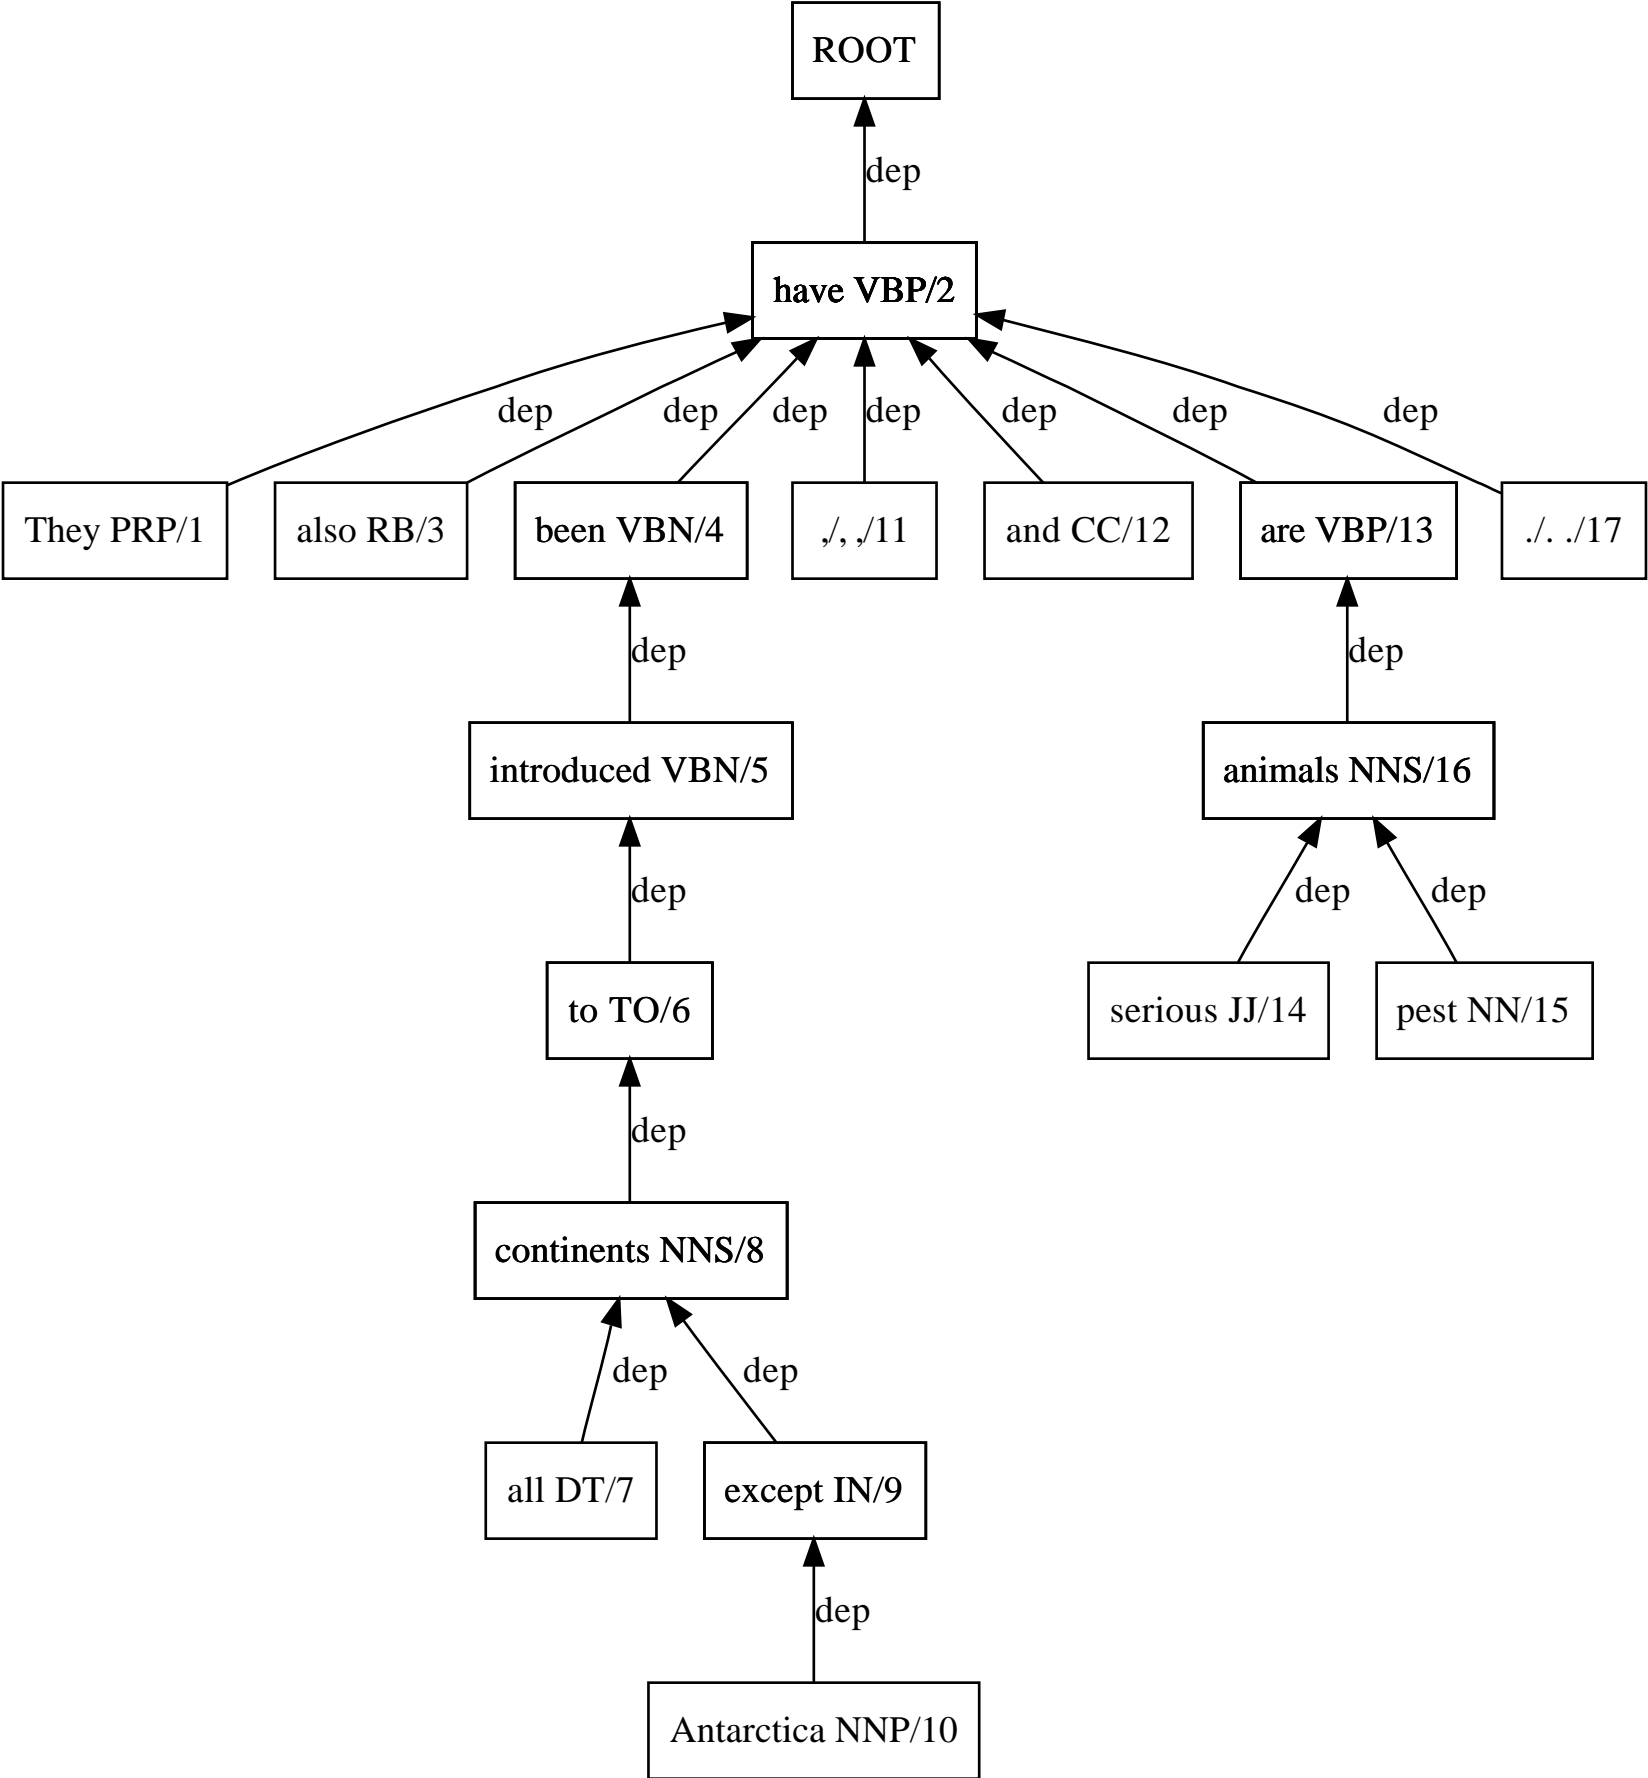 ROOT
dep
have VBP/2
dep dep dep dep dep dep dep
They PRP/1 also RB/3 been VBN/4 ,/, ,/11 and CC/12 are VBP/13 ./. ./17
dep dep
introduced VBN/5 animals NNS/16
dep dep dep
to TO/6 serious JJ/14 pest NN/15
dep
continents NNS/8
dep dep
all DT/7 except IN/9
dep
Antarctica NNP/10